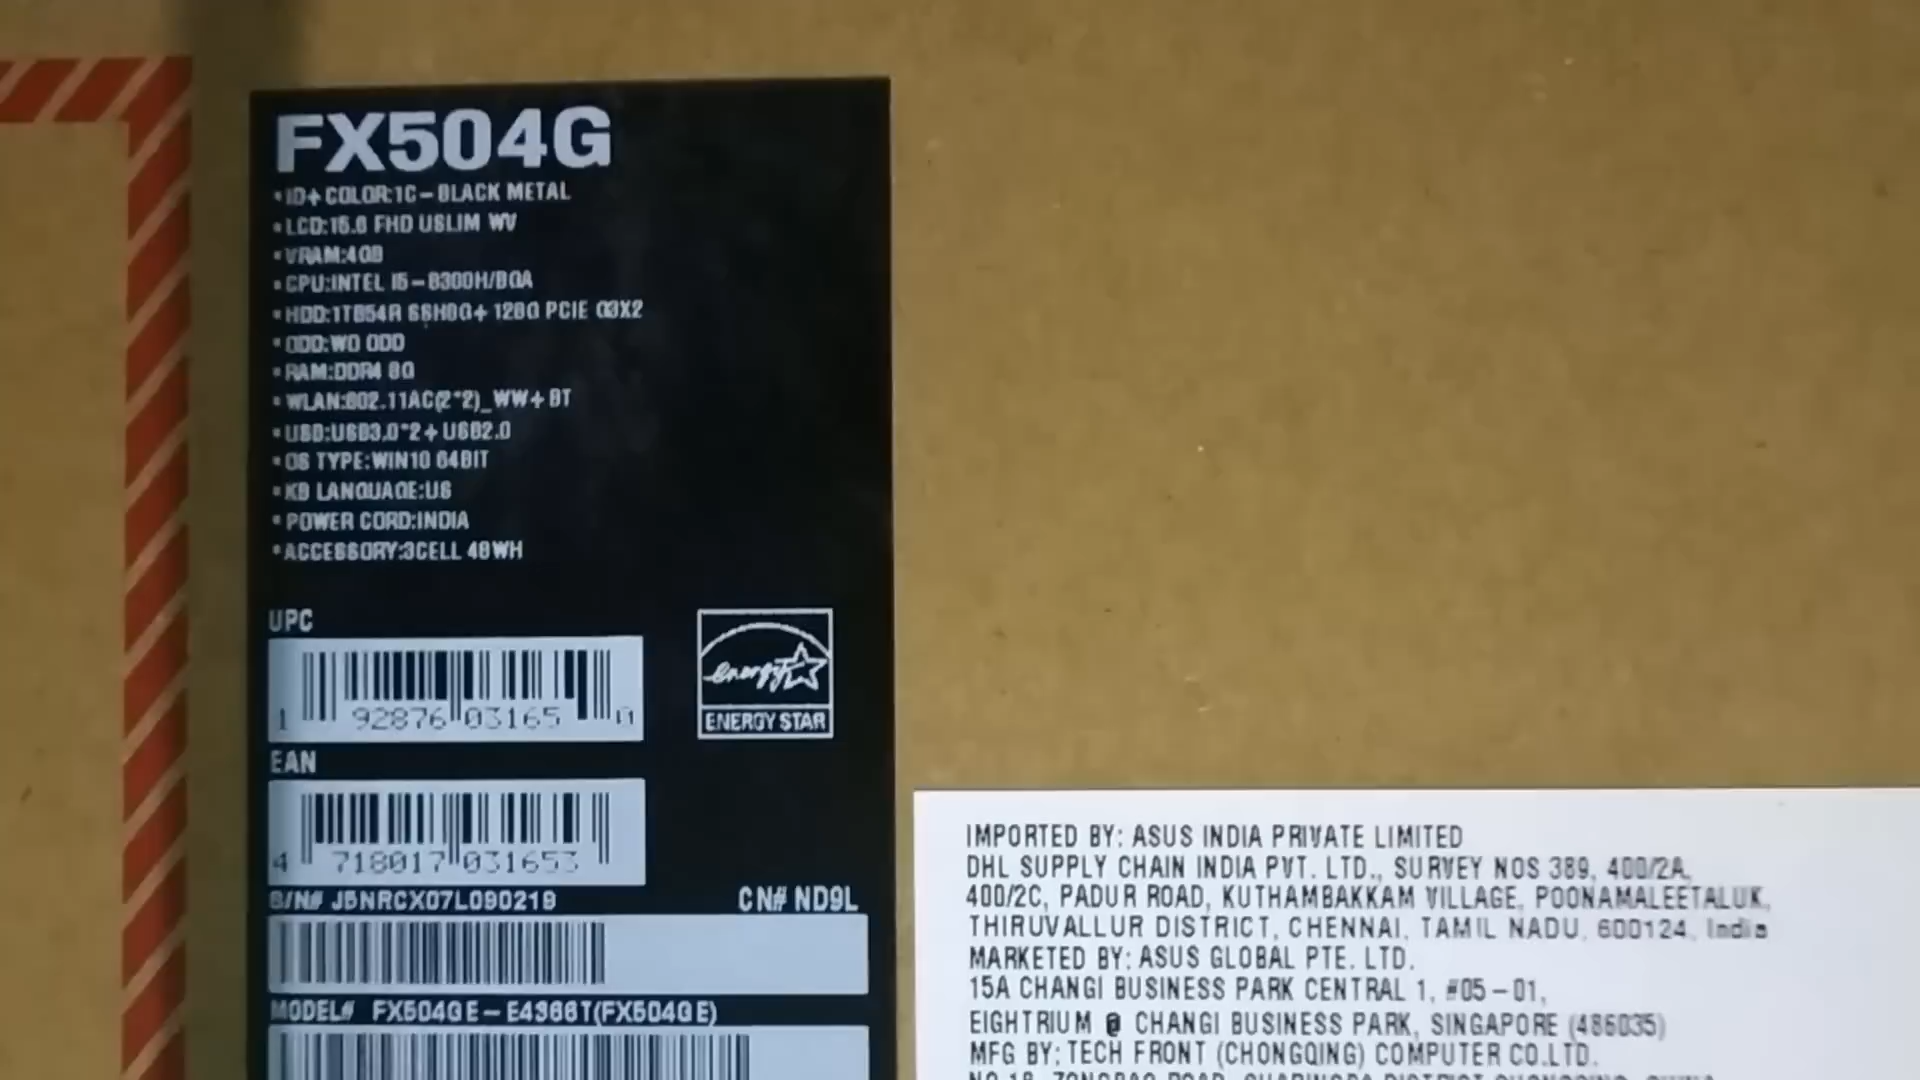 FX504G
ID+ COLOR:1C-BLACK METAL
LCD:15.6 FHD USLIM WV
VRAM:4GB
CPU:INTEL I5-8300H/BGA
HDD:1TB54R SSH8G+ 128G PCIE G3X2
ODD:WO ODD
RAM:DDR4 8G
WLAN:802.11AC(2*2)_WW+BT
USB:USB3.0*2+USB2.0
OS TYPE:WIN10 64BIT
KB LANGUAGE:US
POWER CORD:INDIA
ACCESSORY:3CELL 48WH
UPC
1 92876 03165
energy
ENERGY STAR
EAN
4 718017 031653
S/N# J5NRCX07L090219
CN# ND9L
MODEL# FX504GE-E4366T(FX504GE)
IMPORTED BY: ASUS INDIA PRIVATE LIMITED
DHL SUPPLY CHAIN INDIA PVT. LTD., SURVEY NOS 389, 400/2A,
400/2C, PADUR ROAD, KUTHAMBAKKAM VILLAGE, POONAMALEETALUK,
THIRUVALLUR DISTRICT, CHENNAI, TAMIL NADU, 600124, India
MARKETED BY: ASUS GLOBAL PTE. LTD.
15A CHANGI BUSINESS PARK CENTRAL 1, #05-01,
EIGHTRIUM @ CHANGI BUSINESS PARK, SINGAPORE (486035)
MFG BY: TECH FRONT (CHONGQING) COMPUTER CO.LTD.